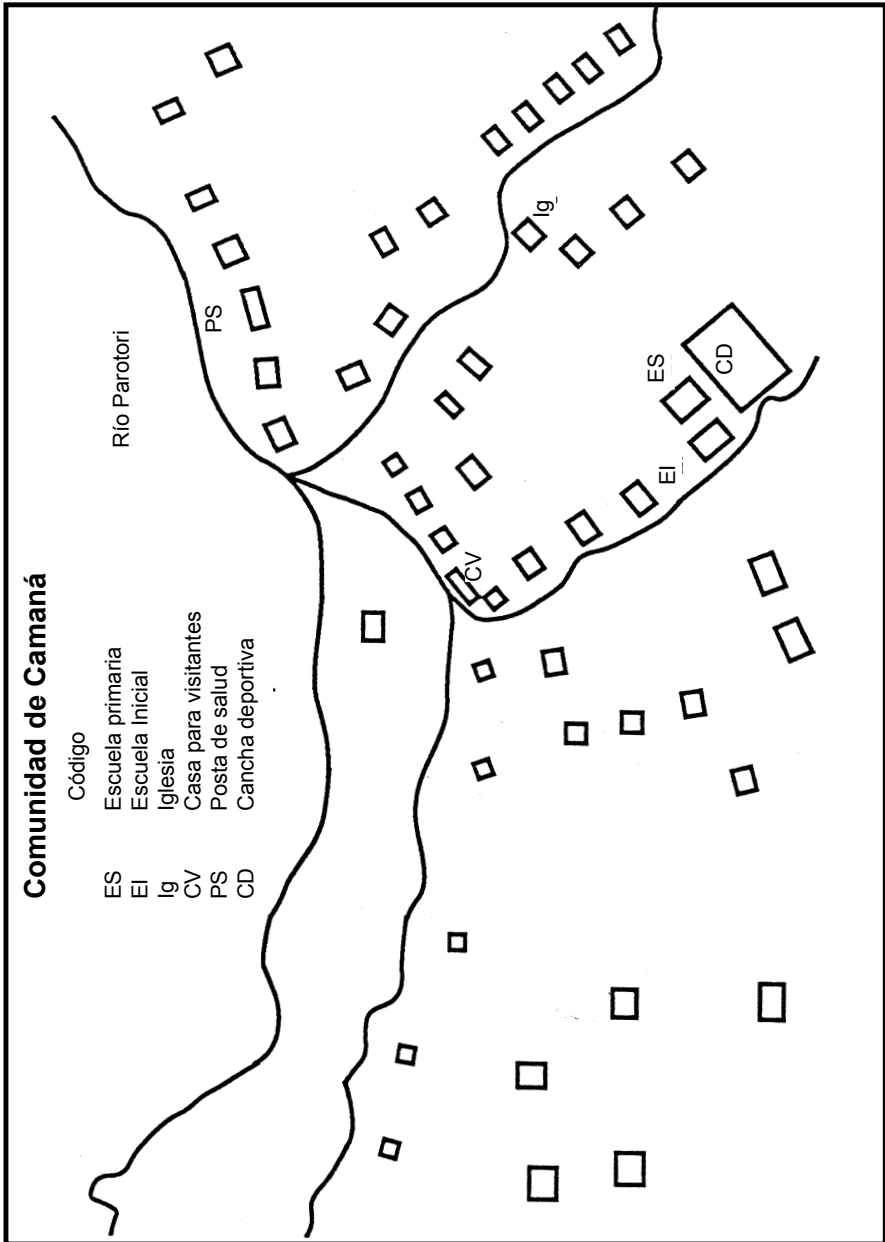 Comunidad de Camaná
Código
ES Escuela primaria
EI Escuela Inicial
Ig Iglesia
CV Casa para visitantes
PS Posta de salud
CD Cancha deportiva
Río Parotori
PS
Ig
CV
EI
ES
CD